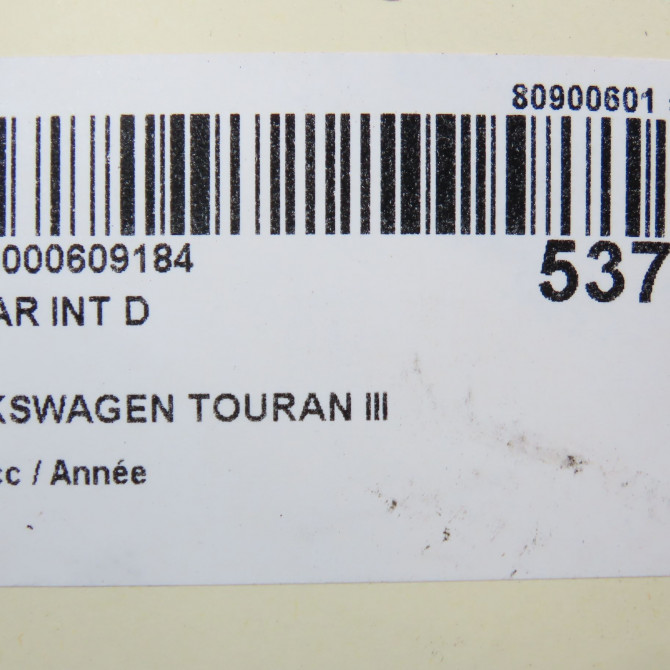 80900601
000609184
537
AR INT D
KSWAGEN TOURAN III
cc / Année